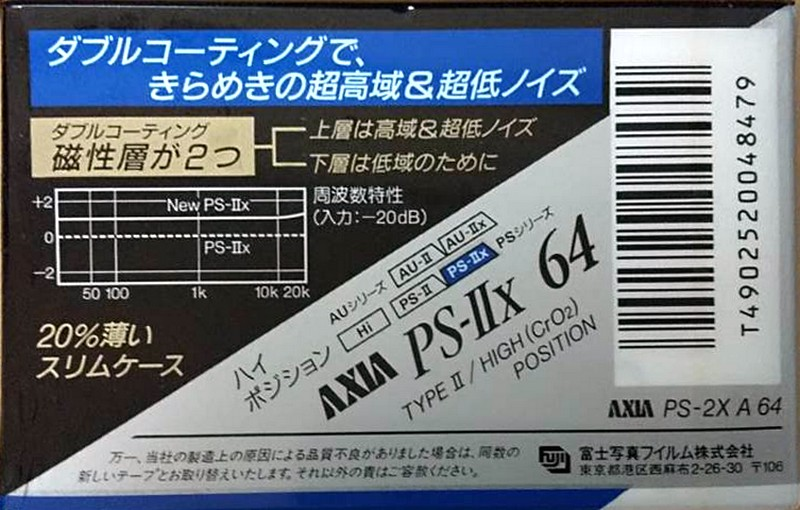 ダブルコーティングで、
きらめきの超高域&超低ノイズ
ダブルコーティング
磁性層が2つ
上層は高域&超低ノイズ
下層は低域のために
+2
0
−2
New PS-IIx
PS-IIx
50 100 1k 10k 20k
周波数特性
(入力:−20dB)
20%薄い
スリムケース
AUシリーズ AU-II AU-IIx
Hi PS-II PS-IIx PSシリーズ
ハイ
ポジション
AXIA PS-IIx 64
TYPE II / HIGH (CrO2)
POSITION
T4902520048479
AXIA PS-2X A 64
万一、当社の製造上の原因による品質不良がありました場合は、同数の
新しいテープとお取り替えいたします。それ以外の責はご容赦ください。
FUJI
富士写真フイルム株式会社
東京都港区西麻布2-26-30 〒106